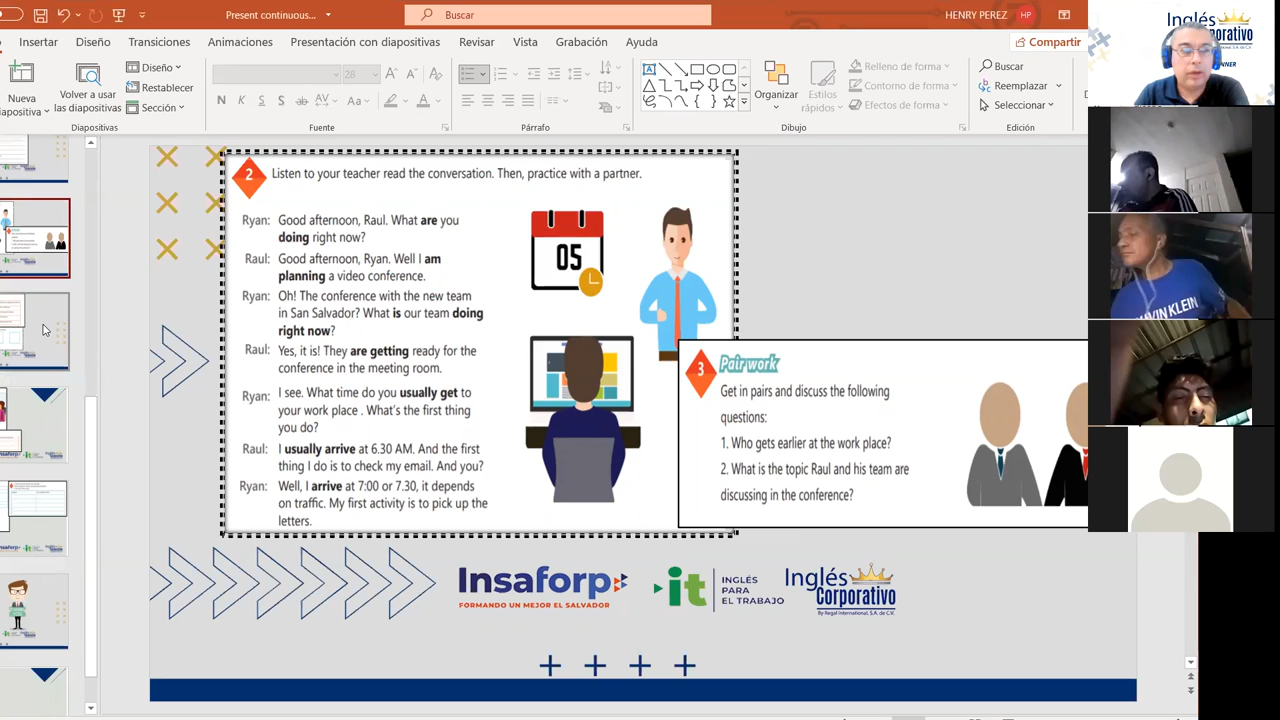 Present continuous...
Buscar
HENRY PEREZ
HP
Insertar
Diseño
Transiciones
Animaciones
Presentación con diapositivas
Revisar
Vista
Grabación
Ayuda
Compartir
Nueva
diapositiva
Volver a usar
las diapositivas
Diseño
Restablecer
Sección
Diapositivas
28
N
K
S
S
ab
AV
Aa
A
Fuente
Párrafo
Organizar
Estilos
rápidos
Relleno de forma
Contorno de forma
Efectos de forma
Dibujo
Buscar
Reemplazar
Seleccionar
Edición
Inglés
Corporativo
2
Listen to your teacher read the conversation. Then, practice with a partner.
Ryan: Good afternoon, Raul. What are you
doing right now?
Raul: Good afternoon, Ryan. Well I am
planning a video conference.
Ryan: Oh! The conference with the new team
in San Salvador? What is our team doing
right now?
Raul: Yes, it is! They are getting ready for the
conference in the meeting room.
Ryan: I see. What time do you usually get to
your work place . What's the first thing
you do?
Raul: I usually arrive at 6.30 AM. And the first
thing I do is to check my email. And you?
Ryan: Well, I arrive at 7:00 or 7.30, it depends
on traffic. My first activity is to pick up the
letters.
05
3
Pair work
Get in pairs and discuss the following
questions:
1. Who gets earlier at the work place?
2. What is the topic Raul and his team are
discussing in the conference?
Insaforp
FORMANDO UN MEJOR EL SALVADOR
it
INGLÉS
PARA
EL TRABAJO
Inglés
Corporativo
By Regal International, S.A. de C.V.